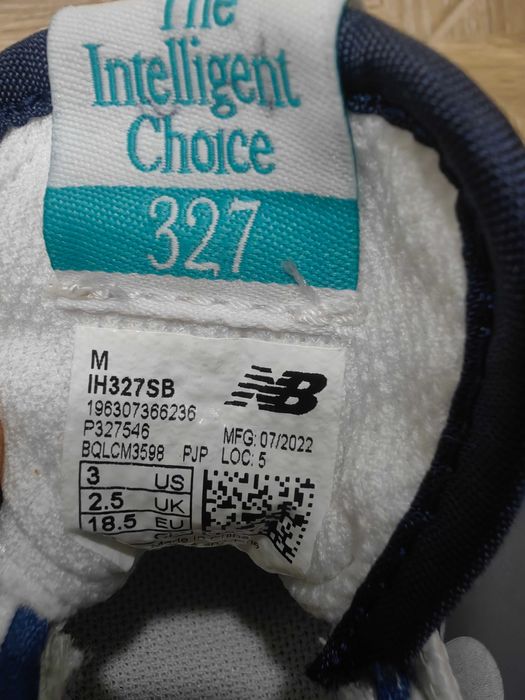 The
Intelligent
Choice
327
M
IH327SB
196307366236
P327546
BQLCM3598 PJP
MFG: 07/2022
LOC: 5
3 US
2.5 UK
18.5 EU
NB